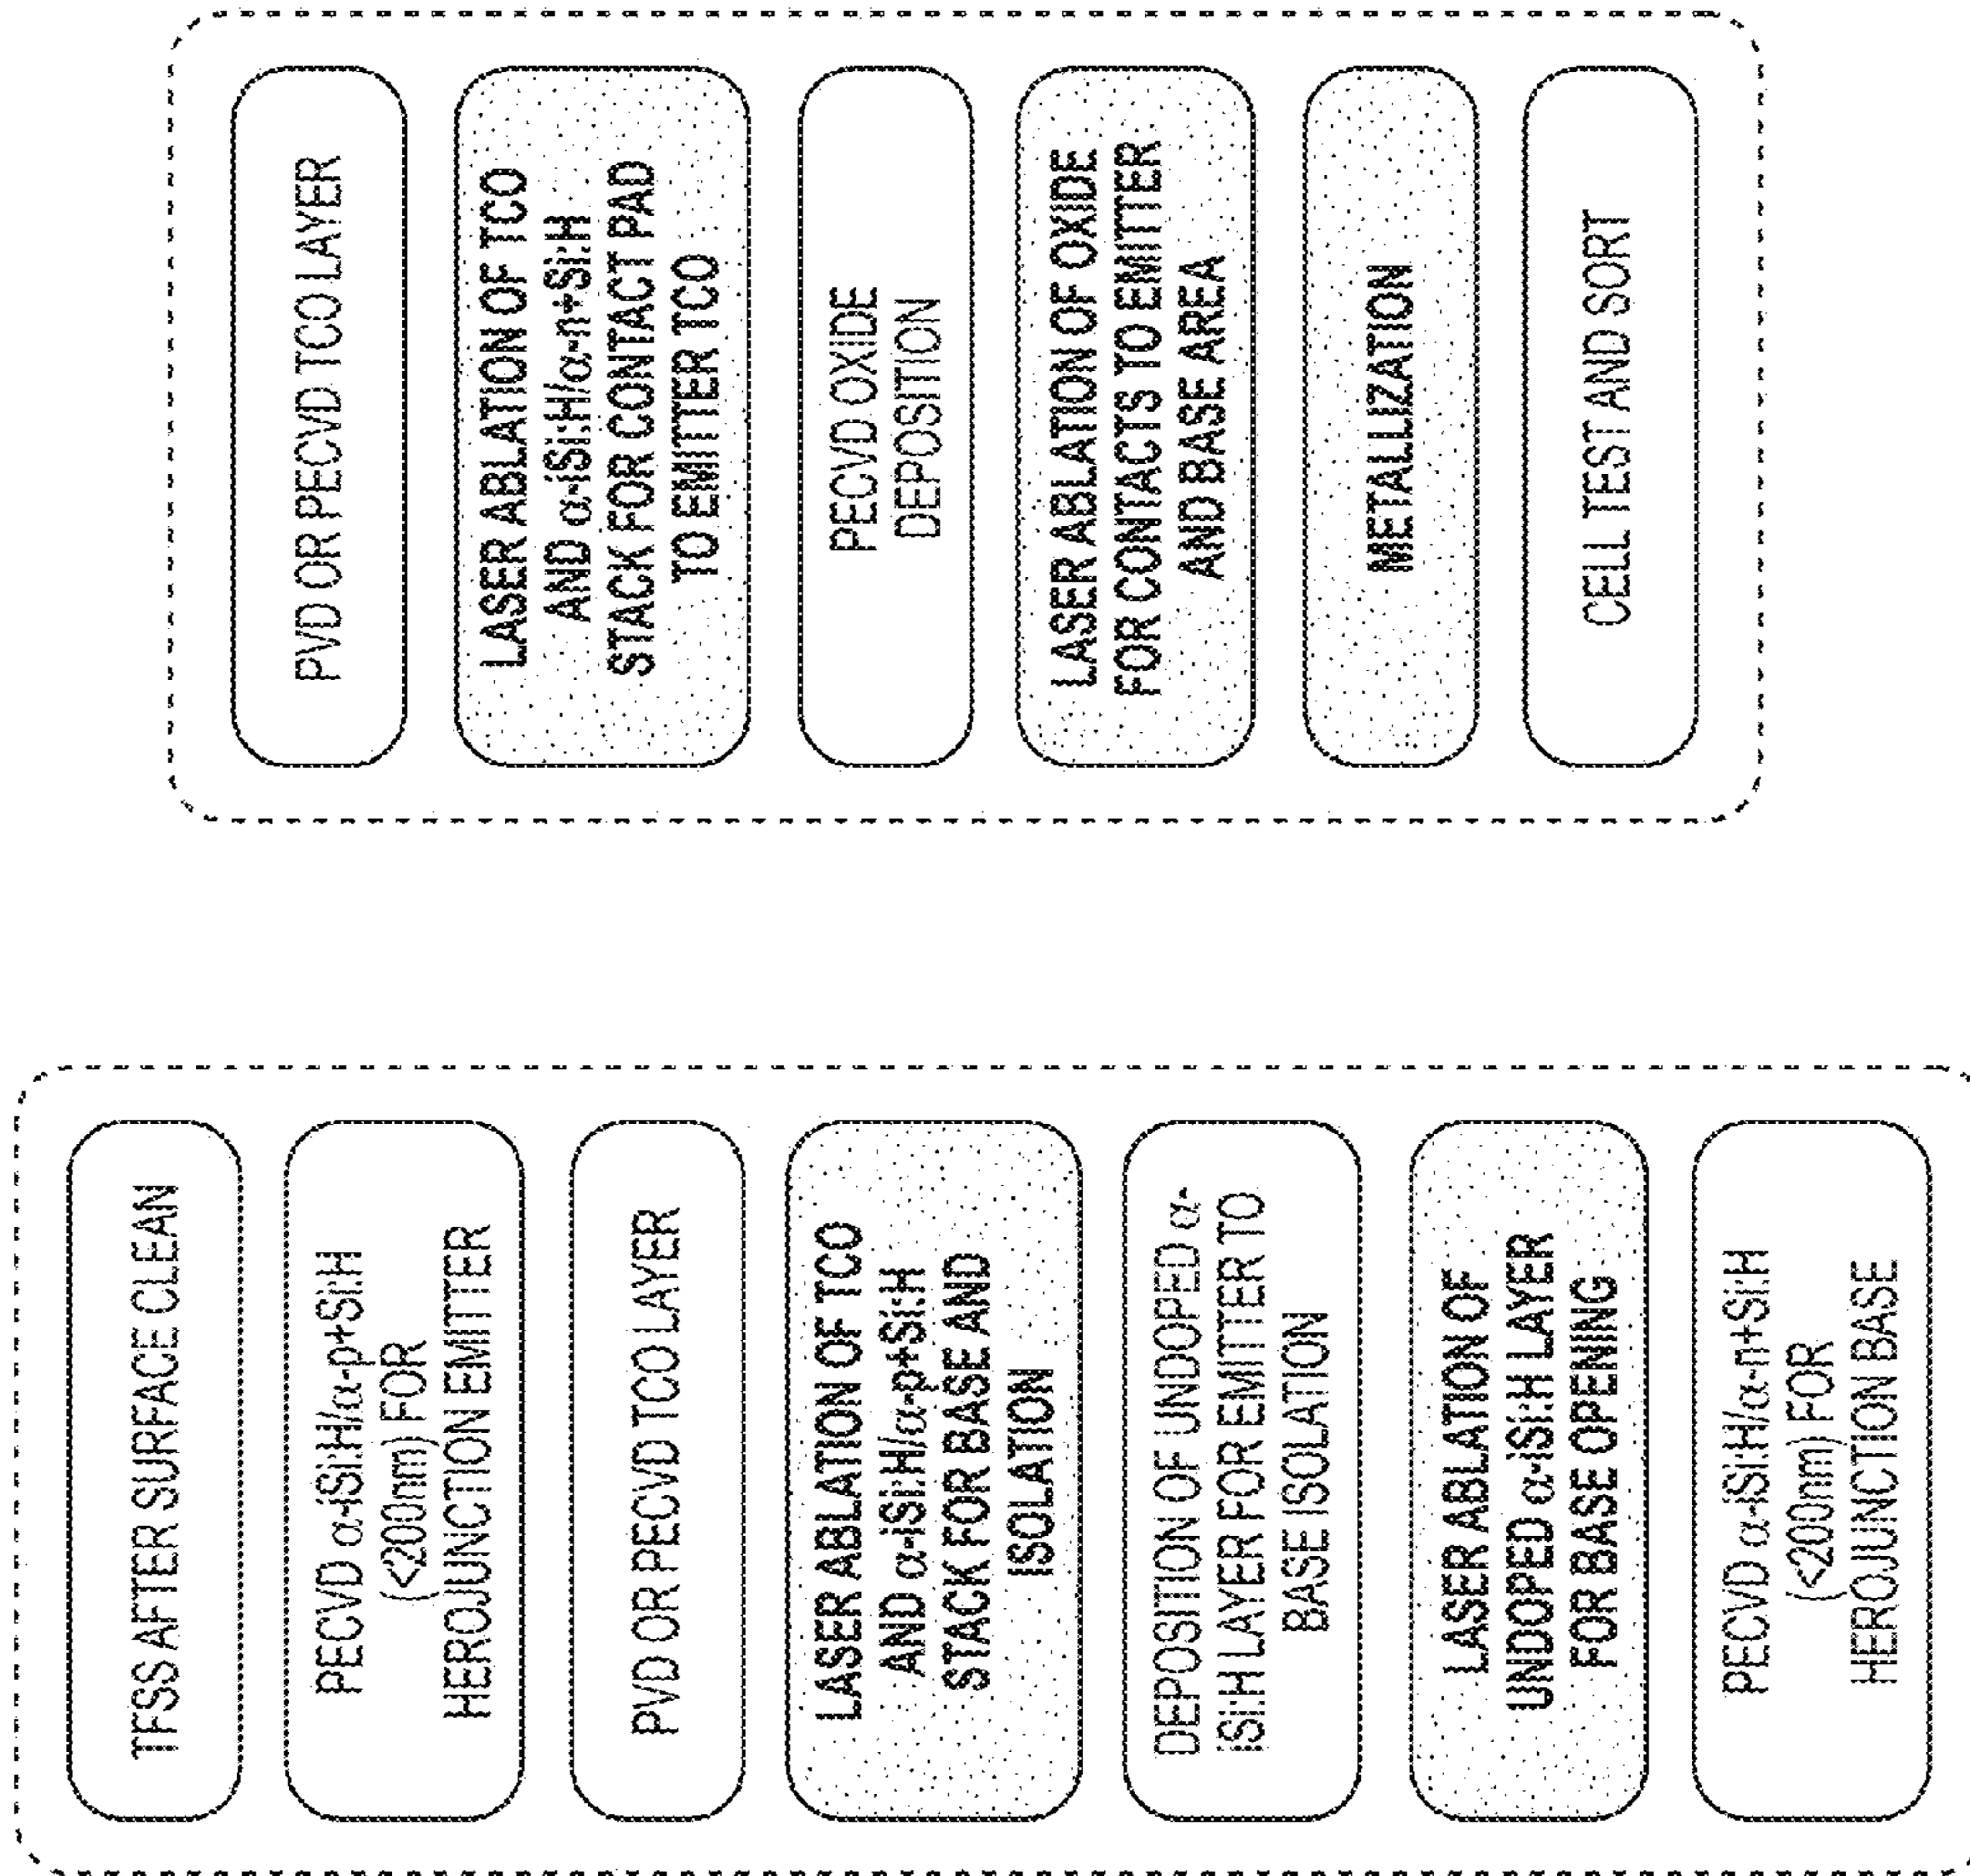 TFSS AFTER SURFACE CLEAN
PECVD α-iSi:H/α-p+Si:H
(<200nm) FOR
HEROJUNCTION EMITTER
PVD OR PECVD TCO LAYER
LASER ABLATION OF TCO
AND α-iSi:H/α-p+Si:H
STACK FOR BASE AND
ISOLATION
DEPOSITION OF UNDOPED α-
iSi:H LAYER FOR EMITTER TO
BASE ISOLATION
LASER ABLATION OF
UNDOPED α-iSi:H LAYER
FOR BASE OPENING
PECVD α-iSi:H/α-n+Si:H
(<200nm) FOR
HEROJUNCTION BASE
PVD OR PECVD TCO LAYER
LASER ABLATION OF TCO
AND α-iSi:H/α-n+Si:H
STACK FOR CONTACT PAD
TO EMITTER TCO
PECVD OXIDE
DEPOSITION
LASER ABLATION OF OXIDE
FOR CONTACTS TO EMITTER
AND BASE AREA
METALLIZATION
CELL TEST AND SORT